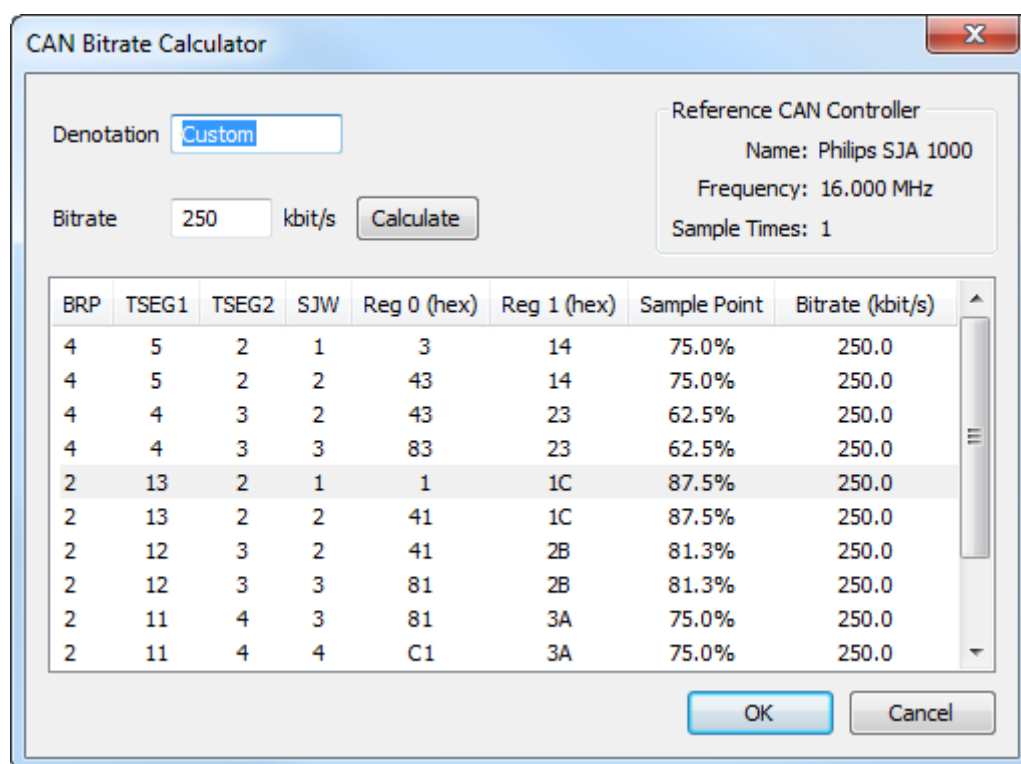 CAN Bitrate Calculator
Denotation Custom
Bitrate 250 kbit/s Calculate
Reference CAN Controller
Name: Philips SJA 1000
Frequency: 16.000 MHz
Sample Times: 1
BRP TSEG1 TSEG2 SJW Reg 0 (hex) Reg 1 (hex) Sample Point Bitrate (kbit/s)
4 5 2 1 3 14 75.0% 250.0
4 5 2 2 43 14 75.0% 250.0
4 4 3 2 43 23 62.5% 250.0
4 4 3 3 83 23 62.5% 250.0
2 13 2 1 1 1C 87.5% 250.0
2 13 2 2 41 1C 87.5% 250.0
2 12 3 2 41 2B 81.3% 250.0
2 12 3 3 81 2B 81.3% 250.0
2 11 4 3 81 3A 75.0% 250.0
2 11 4 4 C1 3A 75.0% 250.0
OK Cancel